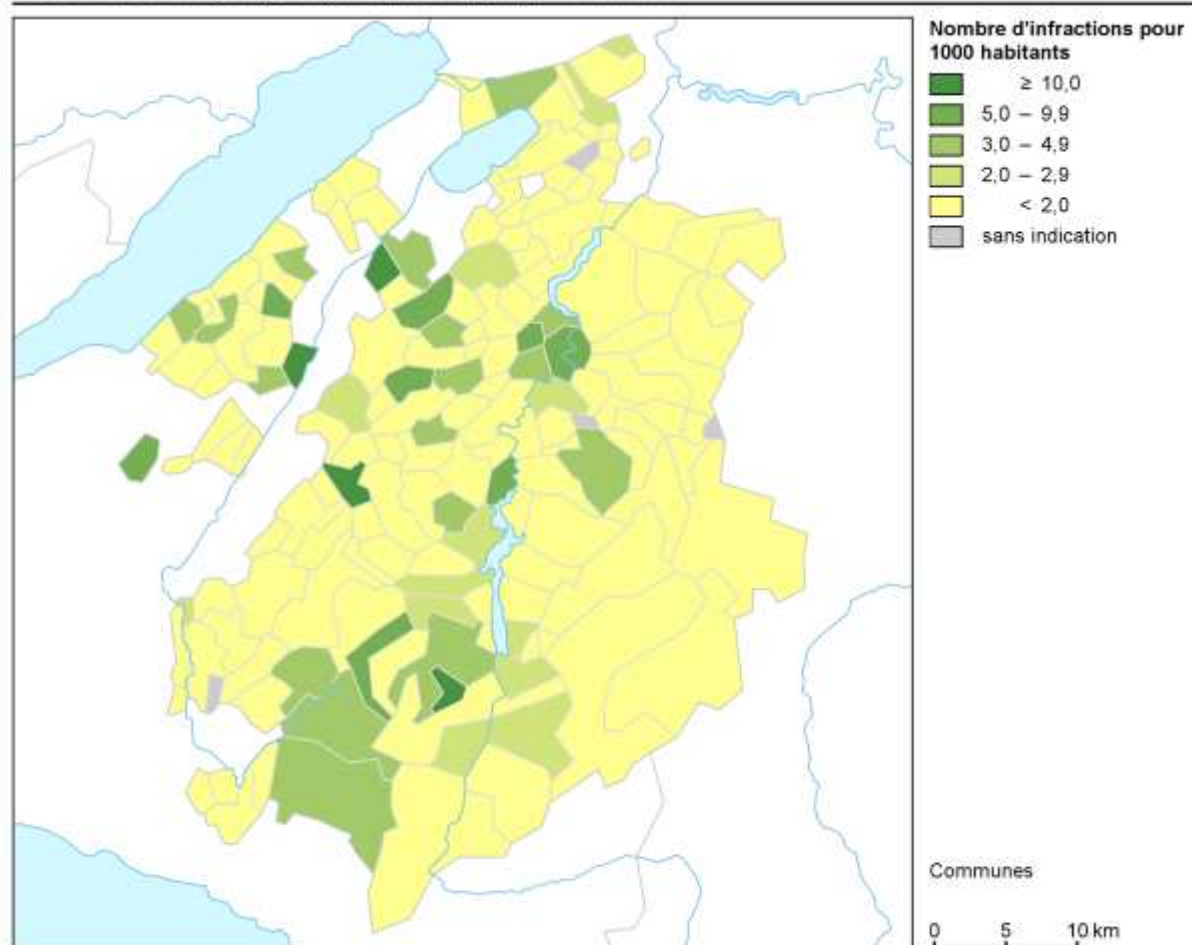 Nombre d'infractions pour
1000 habitants
≥ 10,0
5,0 – 9,9
3,0 – 4,9
2,0 – 2,9
< 2,0
sans indication
Communes
0 5 10 km